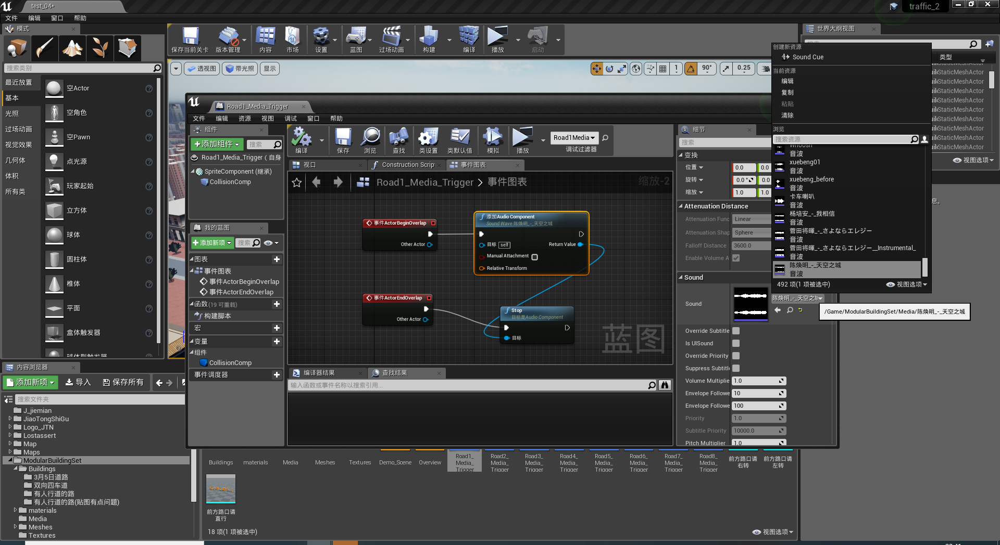 test_04*
traffic_2
文件 编辑 窗口 帮助
模式
搜索类别
最近放置
基本
光照
过场动画
视觉效果
几何体
体积
所有类
空Actor
空角色
空Pawn
点光源
玩家起始
立方体
球体
圆柱体
椎体
平面
盒体触发器
球体型触发器
保存当前关卡 版本管理 内容 市场 设置 蓝图 过场动画 构建 编译 播放 启动
透视图 带光照 显示
1 90° 0.25
世界大纲视图
类型
StaticMeshActor
StaticMeshActor
StaticMeshActor
StaticMeshActor
StaticMeshActor
StaticMeshActor
StaticMeshActor
StaticMeshActor
StaticMeshActor
StaticMeshActor
视图选项
息。
创建新资源
Sound Cue
当前资源
编辑
复制
粘贴
清除
浏览
搜索资源
Whoosh
音波
xuebeng01
音波
xuebeng_before
音波
卡车喇叭
音波
杨培安_-_我相信
音波
菅田将暉_-_さよならエレジー
音波
菅田将暉_-_さよならエレジー__Instrumental_
音波
陈焕明_-_天空之城
音波
492 项(1 项被选中)
视图选项
/Game/ModularBuildingSet/Media/陈焕明_-_天空之城
Road1_Media_Trigger
文件 编辑 资源 视图 调试 窗口 帮助
组件
+添加组件 搜索
Road1_Media_Trigger ( 自身
SpriteComponent (继承)
CollisionComp
我的蓝图
+添加新项 搜索
图表
事件图表
事件ActorBeginOverlap
事件ActorEndOverlap
函数 (19 可重载)
构建脚本
宏
变量
组件
CollisionComp
事件调度器
编译 保存 浏览 查找 类设置 类默认值 模拟 播放
Road1Media
调试过滤器
视口
Construction Scrip
事件图表
Road1_Media_Trigger > 事件图表
缩放-2
事件ActorBeginOverlap
Other Actor
添加Audio Component
Sound Wave 陈焕明_-_天空之城
目标 self
Return Value
Manual Attachment
Relative Transform
事件ActorEndOverlap
Other Actor
Stop
目标是Audio Component
目标
蓝图
编译器结果 查找结果
输入函数或事件名称以搜索引用...
细节
搜索
变换
位置 0.0 0.0
旋转 0.0 ° 0.0
缩放 1.0 1.0
Attenuation Distance
Attenuation Func Linear
Attenuation Shap Sphere
Falloff Distance 3600.0
Enable Volume A
Sound
Sound
陈焕明_-_天空之城
Override Subtitle
Is UISound
Override Priority
Suppress Subtitle
Volume Multiplie 1.0
Envelope Followe 10
Envelope Followe 100
Priority 1.0
Subtitle Priority 10000.0
Pitch Multiplier 1.0
内容浏览器
添加新项 导入 保存所有
搜索文件夹
J_jiemian
JiaoTongShiGu
Logo_JTN
Lostassert
Map
Maps
ModularBuildingSet
Buildings
3月5日道路
双向四车道
有人行道的路
有人行道的路(贴图有点问题)
materials
Media
Meshes
Textures
Buildings
materials
Media
Meshes
Textures
Demo_Scene
Overview
Road1_
Media_
Trigger
Road2_
Media_
Trigger
Road3_
Media_
Trigger
Road4_
Media_
Trigger
Road5_
Media_
Trigger
Road6_
Media_
Trigger
Road7_
Media_
Trigger
Road8_
Media_
Trigger
前方路口请
右转
前方路口请
左转
前方路口请
直行
18 项(1 项被选中)
视图选项